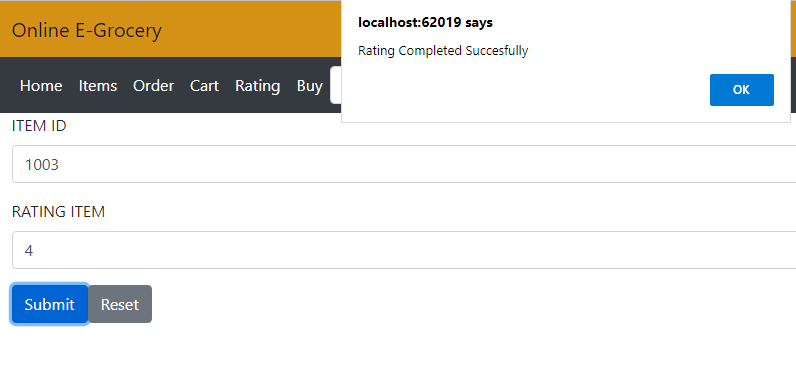 Online E-Grocery
localhost:62019 says
Rating Completed Succesfully
OK
Home Items Order Cart Rating Buy
ITEM ID
1003
RATING ITEM
4
Submit Reset